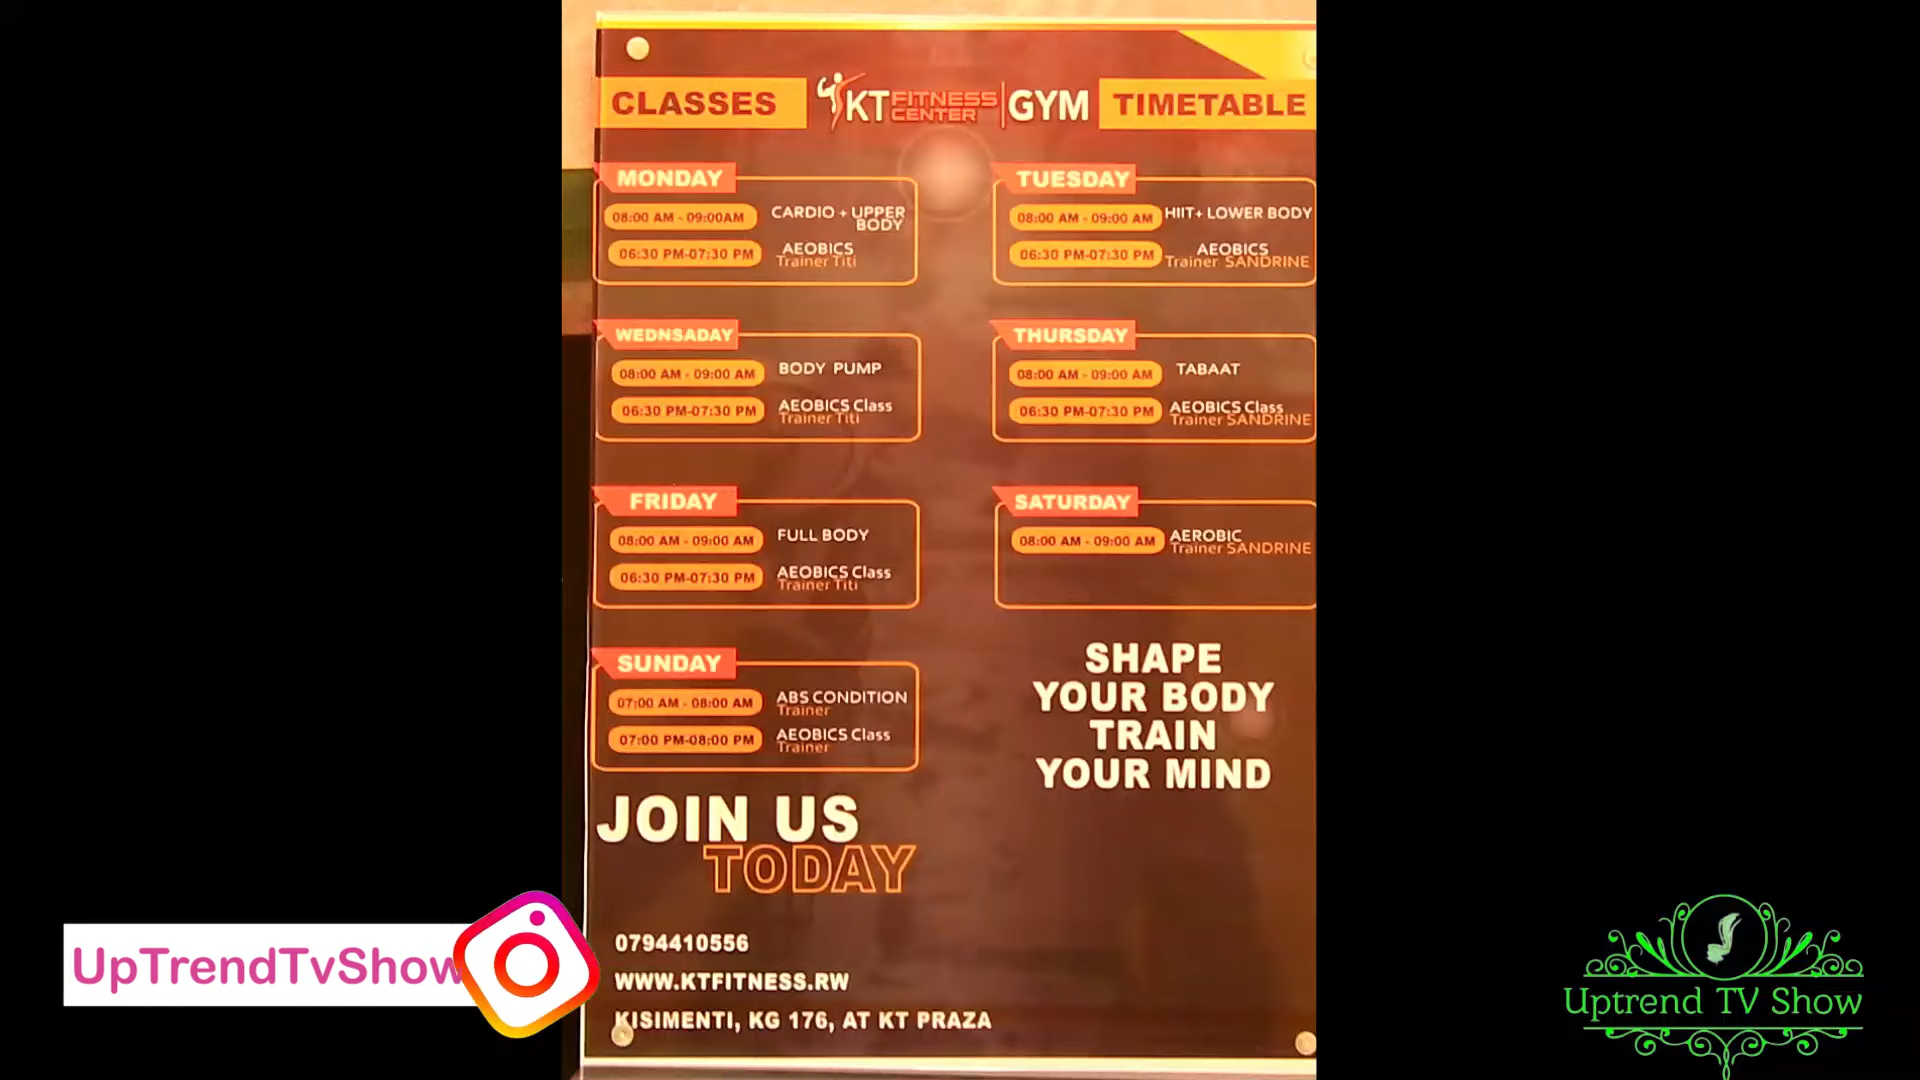 CLASSES
KT FITNESS CENTER | GYM
TIMETABLE
MONDAY
08:00 AM - 09:00AM CARDIO + UPPER BODY
06:30 PM-07:30 PM AEOBICS
Trainer Titi
TUESDAY
08:00 AM - 09:00 AM HIIT+ LOWER BODY
06:30 PM-07:30 PM AEOBICS
Trainer SANDRINE
WEDNSADAY
08:00 AM - 09:00 AM BODY PUMP
06:30 PM-07:30 PM AEOBICS Class
Trainer Titi
THURSDAY
08:00 AM - 09:00 AM TABAAT
06:30 PM-07:30 PM AEOBICS Class
Trainer SANDRINE
FRIDAY
08:00 AM - 09:00 AM FULL BODY
06:30 PM-07:30 PM AEOBICS Class
Trainer Titi
SATURDAY
08:00 AM - 09:00 AM AEROBIC
Trainer SANDRINE
SUNDAY
07:00 AM - 08:00 AM ABS CONDITION
Trainer
07:00 PM-08:00 PM AEOBICS Class
Trainer
SHAPE
YOUR BODY
TRAIN
YOUR MIND
JOIN US
TODAY
0794410556
WWW.KTFITNESS.RW
KISIMENTI, KG 176, AT KT PRAZA
UpTrendTvShow
Uptrend TV Show